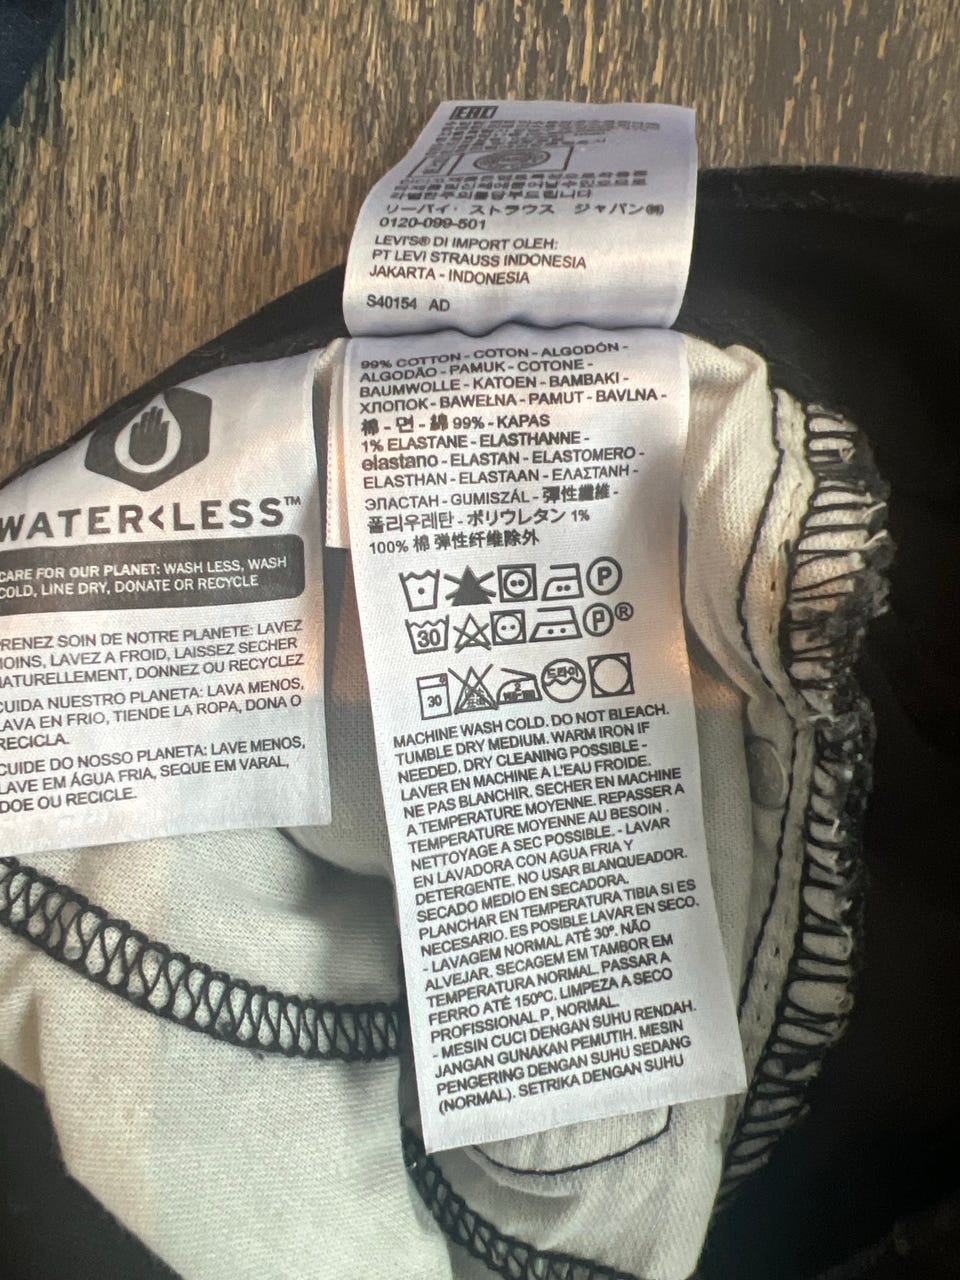 EAC
リーバイ・ストラウス ジャパン㈱
0120-099-501
LEVI'S® DI IMPORT OLEH:
PT LEVI STRAUSS INDONESIA
JAKARTA - INDONESIA
S40154 AD
99% COTTON - COTON - ALGODÓN -
ALGODÃO - PAMUK - COTONE -
BAUMWOLLE - KATOEN - BAMBAKI -
ХЛОПОК - BAWEŁNA - PAMUT - BAVLNA -
棉 - 면 - 綿 99% - KAPAS
1% ELASTANE - ELASTHANNE -
elastano - ELASTAN - ELASTOMERO -
ELASTHAN - ELASTAAN - ΕΛΑΣΤΑΝΗ -
ЭЛАСТАН - GUMISZÁL - 彈性纖維 -
폴리우레탄 - ポリウレタン 1%
100% 棉 弹性纤维除外
P
30 P®
30 드라이
MACHINE WASH COLD. DO NOT BLEACH.
TUMBLE DRY MEDIUM. WARM IRON IF
NEEDED. DRY CLEANING POSSIBLE -
LAVER EN MACHINE A L'EAU FROIDE.
NE PAS BLANCHIR. SECHER EN MACHINE
A TEMPERATURE MOYENNE. REPASSER A
TEMPERATURE MOYENNE AU BESOIN.
NETTOYAGE A SEC POSSIBLE. - LAVAR
EN LAVADORA CON AGUA FRIA Y
DETERGENTE. NO USAR BLANQUEADOR.
SECADO MEDIO EN SECADORA.
PLANCHAR EN TEMPERATURA TIBIA SI ES
NECESARIO. ES POSIBLE LAVAR EN SECO.
- LAVAGEM NORMAL ATÉ 30º. NÃO
ALVEJAR. SECAGEM EM TAMBOR EM
TEMPERATURA NORMAL. PASSAR A
FERRO ATÉ 150ºC. LIMPEZA A SECO
PROFISSIONAL P, NORMAL.
- MESIN CUCI DENGAN SUHU RENDAH.
JANGAN GUNAKAN PEMUTIH. MESIN
PENGERING DENGAN SUHU SEDANG
(NORMAL). SETRIKA DENGAN SUHU
WATER<LESS™
CARE FOR OUR PLANET: WASH LESS, WASH
COLD, LINE DRY, DONATE OR RECYCLE
PRENEZ SOIN DE NOTRE PLANETE: LAVEZ
MOINS, LAVEZ A FROID, LAISSEZ SECHER
NATURELLEMENT, DONNEZ OU RECYCLEZ
CUIDA NUESTRO PLANETA: LAVA MENOS,
LAVA EN FRIO, TIENDE LA ROPA, DONA O
RECICLA.
CUIDE DO NOSSO PLANETA: LAVE MENOS,
LAVE EM ÁGUA FRIA, SEQUE EM VARAL,
DOE OU RECICLE.